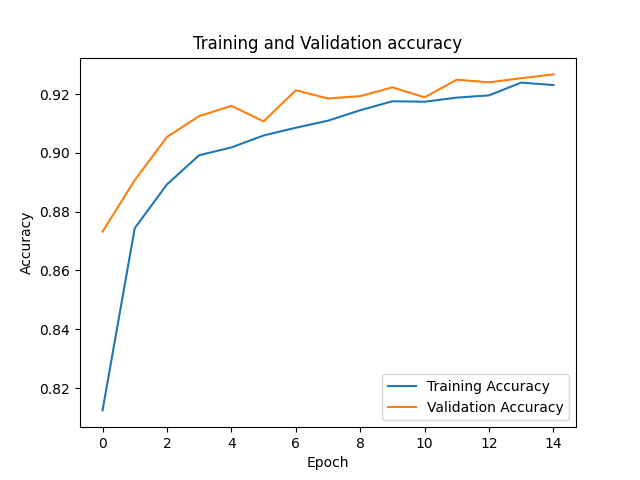 Training and Validation accuracy
0.92
0.90
0.88
0.86
0.84
0.82
Accuracy
0 2 4 6 8 10 12 14
Epoch
Training Accuracy
Validation Accuracy